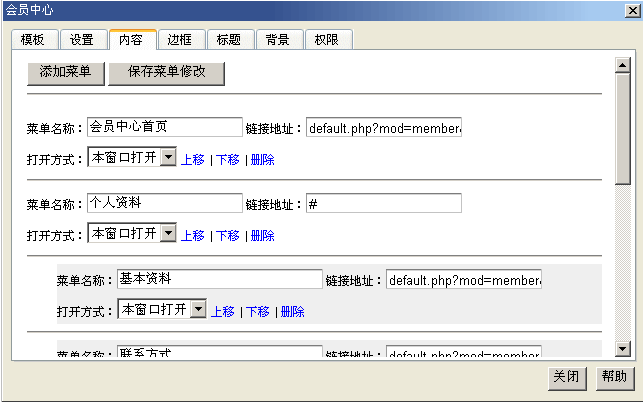 会员中心
模板 设置 内容 边框 标题 背景 权限
添加菜单 保存菜单修改
菜单名称： 会员中心首页 链接地址： default.php?mod=member&
打开方式： 本窗口打开 上移 | 下移 | 删除
菜单名称： 个人资料 链接地址： #
打开方式： 本窗口打开 上移 | 下移 | 删除
菜单名称： 基本资料 链接地址： default.php?mod=member&
打开方式： 本窗口打开 上移 | 下移 | 删除
菜单名称： 联系方式 链接地址： default.php?mod=member&
关闭 帮助